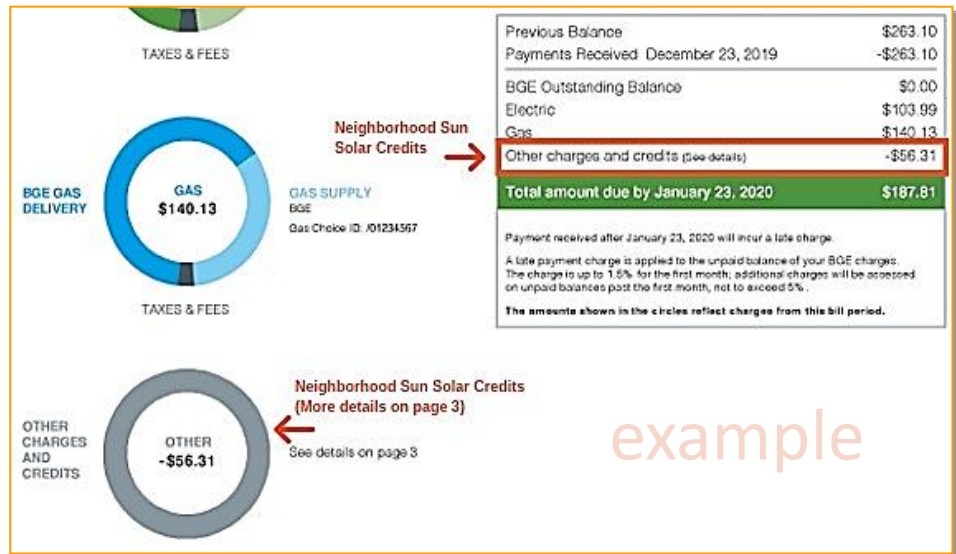 TAXES & FEES
Previous Balance $263.10
Payments Received December 23, 2019 -$263.10
BGE Outstanding Balance $0.00
Electric $103.99
Gas $140.13
Other charges and credits (See details) -$56.31
Total amount due by January 23, 2020 $187.81
Payment received after January 23, 2020 will incur a late charge.
A late payment charge is applied to the unpaid balance of your BGE charges.
The charge is up to 1.5% for the first month; additional charges will be assessed
on unpaid balances past the first month, not to exceed 5%.
The amounts shown in the circles reflect charges from this bill period.
Neighborhood Sun
Solar Credits
BGE GAS
DELIVERY
GAS
$140.13
GAS SUPPLY
BGE
Gas Choice ID: /01234567
TAXES & FEES
OTHER
CHARGES
AND
CREDITS
OTHER
-$56.31
Neighborhood Sun Solar Credits
(More details on page 3)
See details on page 3
example